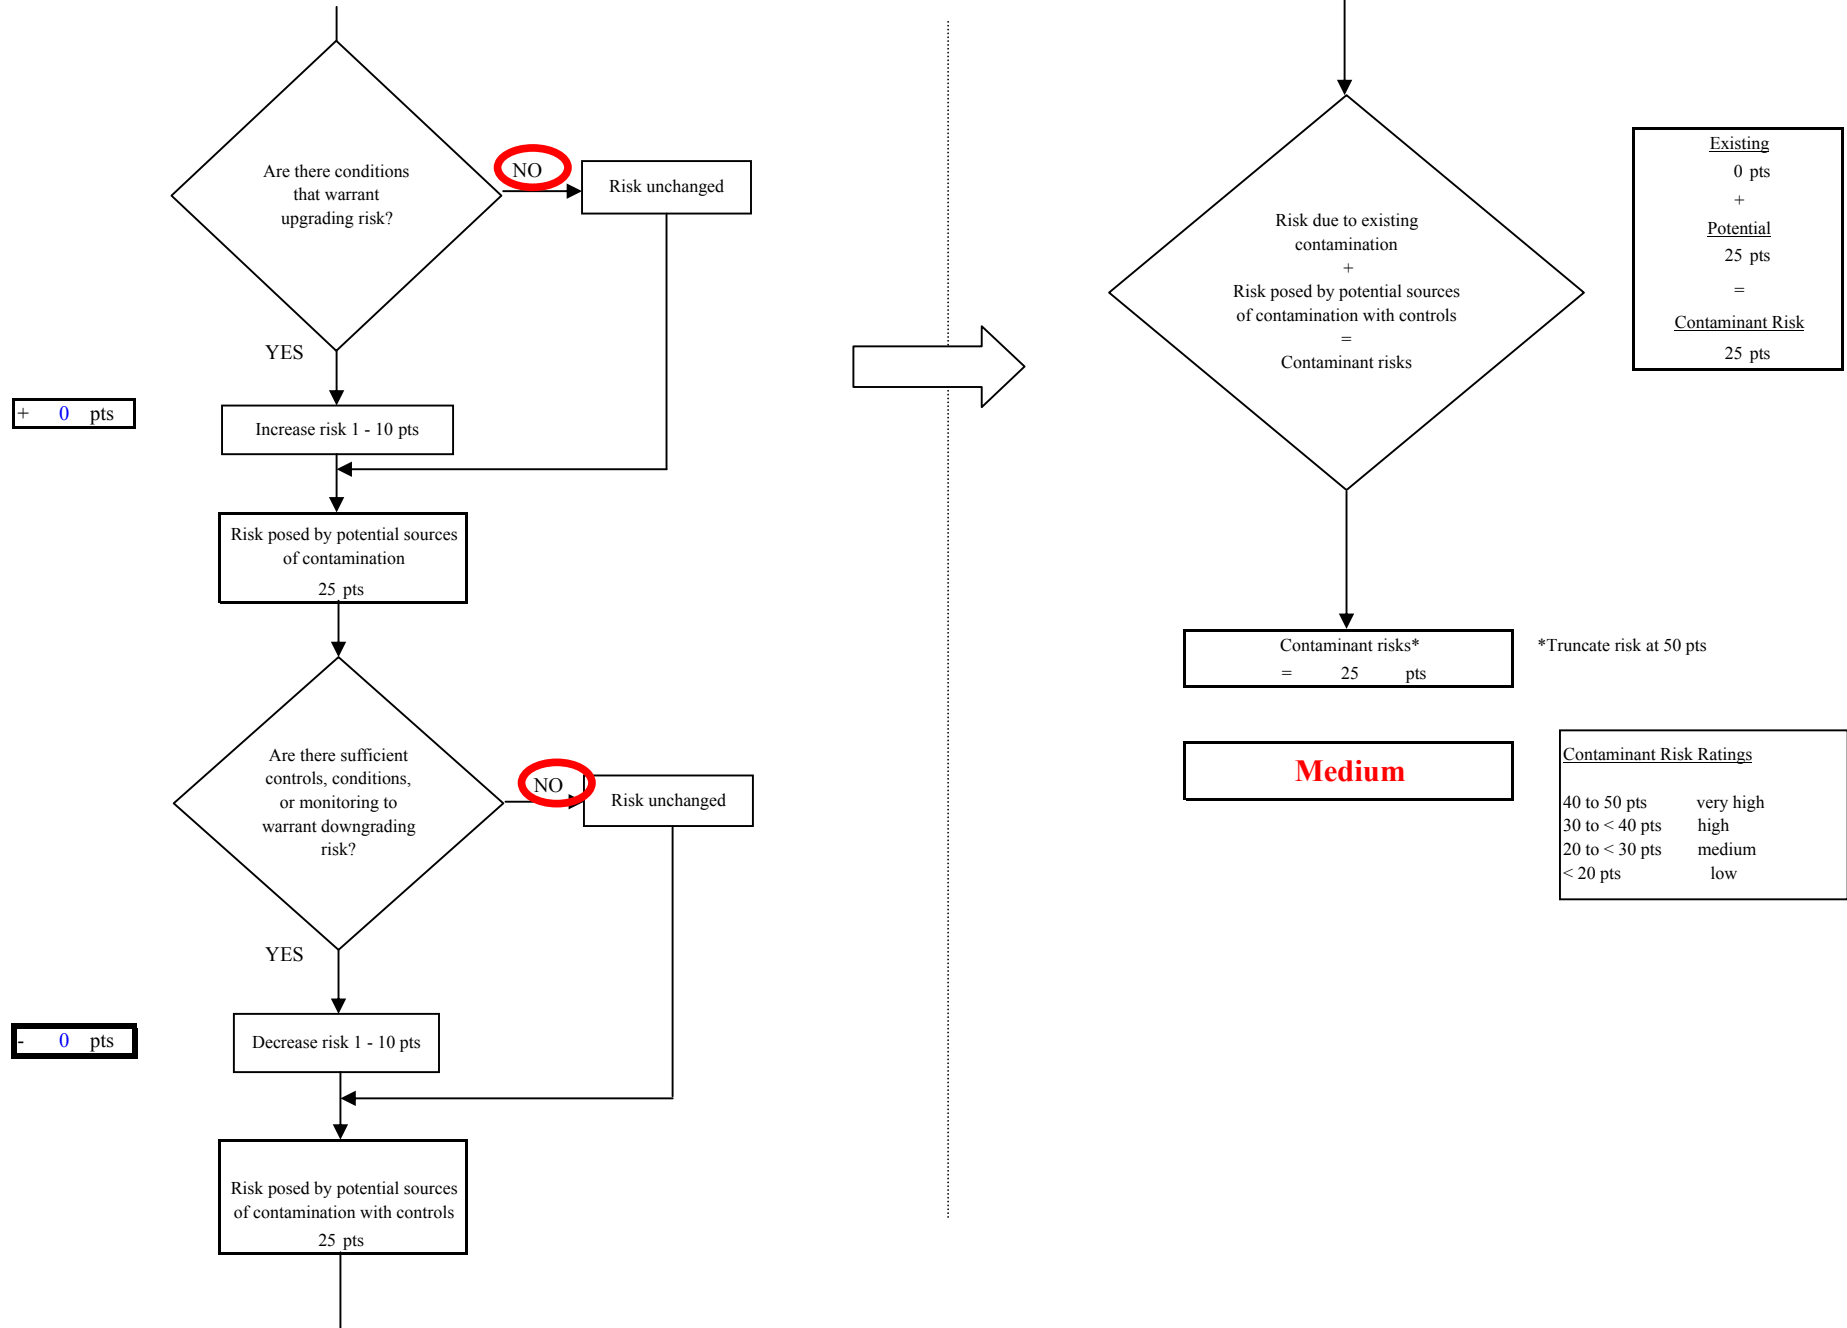 Are there conditions
that warrant
upgrading risk?
NO
Risk unchanged
YES
+ 0 pts
Increase risk 1 - 10 pts
Risk posed by potential sources
of contamination
25 pts
Are there sufficient
controls, conditions,
or monitoring to
warrant downgrading
risk?
NO
Risk unchanged
YES
- 0 pts
Decrease risk 1 - 10 pts
Risk posed by potential sources
of contamination with controls
25 pts
Risk due to existing
contamination
+
Risk posed by potential sources
of contamination with controls
=
Contaminant risks
Existing
0 pts
+
Potential
25 pts
=
Contaminant Risk
25 pts
Contaminant risks*
= 25 pts
*Truncate risk at 50 pts
Medium
Contaminant Risk Ratings
40 to 50 pts very high
30 to < 40 pts high
20 to < 30 pts medium
< 20 pts low